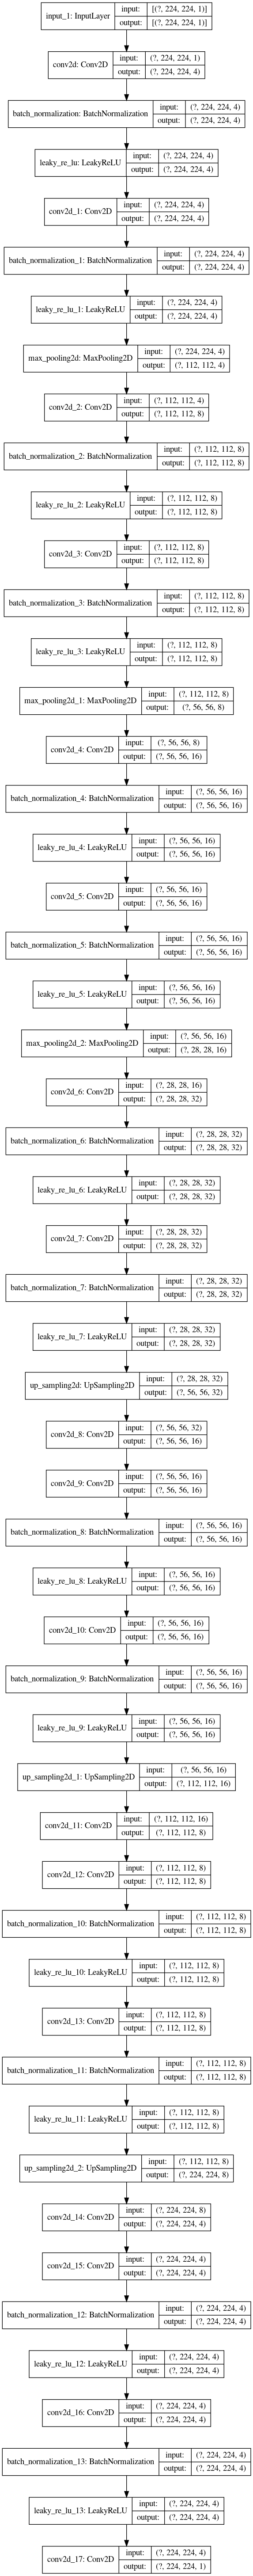 input_1: InputLayer
input: [(?, 224, 224, 1)]
output: [(?, 224, 224, 1)]
conv2d: Conv2D
input: (?, 224, 224, 1)
output: (?, 224, 224, 4)
batch_normalization: BatchNormalization
input: (?, 224, 224, 4)
output: (?, 224, 224, 4)
leaky_re_lu: LeakyReLU
input: (?, 224, 224, 4)
output: (?, 224, 224, 4)
conv2d_1: Conv2D
input: (?, 224, 224, 4)
output: (?, 224, 224, 4)
batch_normalization_1: BatchNormalization
input: (?, 224, 224, 4)
output: (?, 224, 224, 4)
leaky_re_lu_1: LeakyReLU
input: (?, 224, 224, 4)
output: (?, 224, 224, 4)
max_pooling2d: MaxPooling2D
input: (?, 224, 224, 4)
output: (?, 112, 112, 4)
conv2d_2: Conv2D
input: (?, 112, 112, 4)
output: (?, 112, 112, 8)
batch_normalization_2: BatchNormalization
input: (?, 112, 112, 8)
output: (?, 112, 112, 8)
leaky_re_lu_2: LeakyReLU
input: (?, 112, 112, 8)
output: (?, 112, 112, 8)
conv2d_3: Conv2D
input: (?, 112, 112, 8)
output: (?, 112, 112, 8)
batch_normalization_3: BatchNormalization
input: (?, 112, 112, 8)
output: (?, 112, 112, 8)
leaky_re_lu_3: LeakyReLU
input: (?, 112, 112, 8)
output: (?, 112, 112, 8)
max_pooling2d_1: MaxPooling2D
input: (?, 112, 112, 8)
output: (?, 56, 56, 8)
conv2d_4: Conv2D
input: (?, 56, 56, 8)
output: (?, 56, 56, 16)
batch_normalization_4: BatchNormalization
input: (?, 56, 56, 16)
output: (?, 56, 56, 16)
leaky_re_lu_4: LeakyReLU
input: (?, 56, 56, 16)
output: (?, 56, 56, 16)
conv2d_5: Conv2D
input: (?, 56, 56, 16)
output: (?, 56, 56, 16)
batch_normalization_5: BatchNormalization
input: (?, 56, 56, 16)
output: (?, 56, 56, 16)
leaky_re_lu_5: LeakyReLU
input: (?, 56, 56, 16)
output: (?, 56, 56, 16)
max_pooling2d_2: MaxPooling2D
input: (?, 56, 56, 16)
output: (?, 28, 28, 16)
conv2d_6: Conv2D
input: (?, 28, 28, 16)
output: (?, 28, 28, 32)
batch_normalization_6: BatchNormalization
input: (?, 28, 28, 32)
output: (?, 28, 28, 32)
leaky_re_lu_6: LeakyReLU
input: (?, 28, 28, 32)
output: (?, 28, 28, 32)
conv2d_7: Conv2D
input: (?, 28, 28, 32)
output: (?, 28, 28, 32)
batch_normalization_7: BatchNormalization
input: (?, 28, 28, 32)
output: (?, 28, 28, 32)
leaky_re_lu_7: LeakyReLU
input: (?, 28, 28, 32)
output: (?, 28, 28, 32)
up_sampling2d: UpSampling2D
input: (?, 28, 28, 32)
output: (?, 56, 56, 32)
conv2d_8: Conv2D
input: (?, 56, 56, 32)
output: (?, 56, 56, 16)
conv2d_9: Conv2D
input: (?, 56, 56, 16)
output: (?, 56, 56, 16)
batch_normalization_8: BatchNormalization
input: (?, 56, 56, 16)
output: (?, 56, 56, 16)
leaky_re_lu_8: LeakyReLU
input: (?, 56, 56, 16)
output: (?, 56, 56, 16)
conv2d_10: Conv2D
input: (?, 56, 56, 16)
output: (?, 56, 56, 16)
batch_normalization_9: BatchNormalization
input: (?, 56, 56, 16)
output: (?, 56, 56, 16)
leaky_re_lu_9: LeakyReLU
input: (?, 56, 56, 16)
output: (?, 56, 56, 16)
up_sampling2d_1: UpSampling2D
input: (?, 56, 56, 16)
output: (?, 112, 112, 16)
conv2d_11: Conv2D
input: (?, 112, 112, 16)
output: (?, 112, 112, 8)
conv2d_12: Conv2D
input: (?, 112, 112, 8)
output: (?, 112, 112, 8)
batch_normalization_10: BatchNormalization
input: (?, 112, 112, 8)
output: (?, 112, 112, 8)
leaky_re_lu_10: LeakyReLU
input: (?, 112, 112, 8)
output: (?, 112, 112, 8)
conv2d_13: Conv2D
input: (?, 112, 112, 8)
output: (?, 112, 112, 8)
batch_normalization_11: BatchNormalization
input: (?, 112, 112, 8)
output: (?, 112, 112, 8)
leaky_re_lu_11: LeakyReLU
input: (?, 112, 112, 8)
output: (?, 112, 112, 8)
up_sampling2d_2: UpSampling2D
input: (?, 112, 112, 8)
output: (?, 224, 224, 8)
conv2d_14: Conv2D
input: (?, 224, 224, 8)
output: (?, 224, 224, 4)
conv2d_15: Conv2D
input: (?, 224, 224, 4)
output: (?, 224, 224, 4)
batch_normalization_12: BatchNormalization
input: (?, 224, 224, 4)
output: (?, 224, 224, 4)
leaky_re_lu_12: LeakyReLU
input: (?, 224, 224, 4)
output: (?, 224, 224, 4)
conv2d_16: Conv2D
input: (?, 224, 224, 4)
output: (?, 224, 224, 4)
batch_normalization_13: BatchNormalization
input: (?, 224, 224, 4)
output: (?, 224, 224, 4)
leaky_re_lu_13: LeakyReLU
input: (?, 224, 224, 4)
output: (?, 224, 224, 4)
conv2d_17: Conv2D
input: (?, 224, 224, 4)
output: (?, 224, 224, 1)